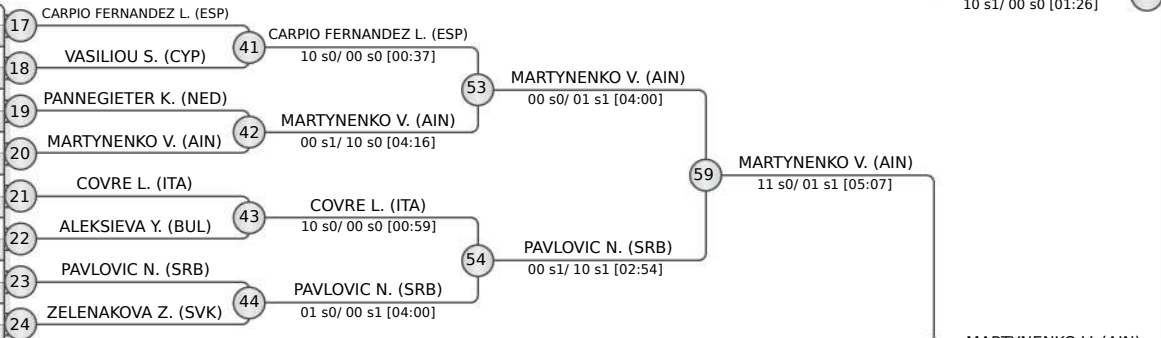 10 s1/ 00 s0 [01:26]
17
CARPIO FERNANDEZ L. (ESP)
41
CARPIO FERNANDEZ L. (ESP)
10 s0/ 00 s0 [00:37]
18
VASILIOU S. (CYP)
53
MARTYNENKO V. (AIN)
00 s0/ 01 s1 [04:00]
19
PANNEGIETER K. (NED)
42
MARTYNENKO V. (AIN)
00 s1/ 10 s0 [04:16]
20
MARTYNENKO V. (AIN)
59
MARTYNENKO V. (AIN)
11 s0/ 01 s1 [05:07]
21
COVRE L. (ITA)
43
COVRE L. (ITA)
10 s0/ 00 s0 [00:59]
22
ALEKSIEVA Y. (BUL)
54
PAVLOVIC N. (SRB)
00 s1/ 10 s1 [02:54]
23
PAVLOVIC N. (SRB)
44
PAVLOVIC N. (SRB)
01 s0/ 00 s1 [04:00]
24
ZELENAKOVA Z. (SVK)
MARTYNENKO V. (AIN)